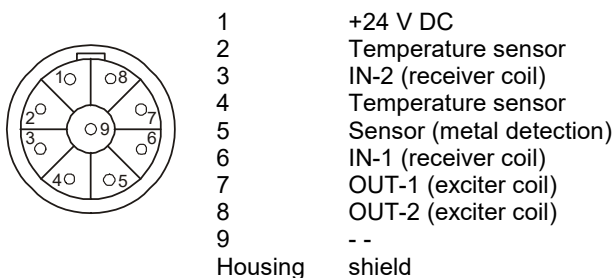 1 +24 V DC
2 Temperature sensor
3 IN-2 (receiver coil)
4 Temperature sensor
5 Sensor (metal detection)
6 IN-1 (receiver coil)
7 OUT-1 (exciter coil)
8 OUT-2 (exciter coil)
9 - -
Housing shield
1 8
2 7
9
3 6
4 5